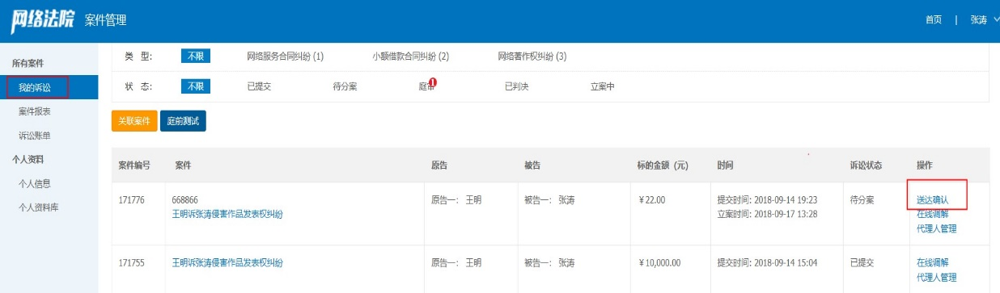 网络法院 案件管理 首页 | 张涛
所有案件
我的诉讼
案件报表
诉讼账单
个人资料
个人信息
个人资料库
类 型: 不限 网络服务合同纠纷 (1) 小额借款合同纠纷 (2) 网络著作权纠纷 (3)
状 态: 不限 已提交 待分案 庭审 1 已判决 立案中
关联案件 庭前测试
案件编号 案件 原告 被告 标的金额 (元) 时间 诉讼状态 操作
171776 668866 原告一: 王明 被告一: 张涛 ¥22.00 提交时间: 2018-09-14 19:23 待分案 送达确认
王明诉张涛侵害作品发表权纠纷 立案时间: 2018-09-17 13:28 在线调解
代理人管理
171755 王明诉张涛侵害作品发表权纠纷 原告一: 王明 被告一: 张涛 ¥10,000.00 提交时间: 2018-09-14 15:04 已提交 在线调解
代理人管理